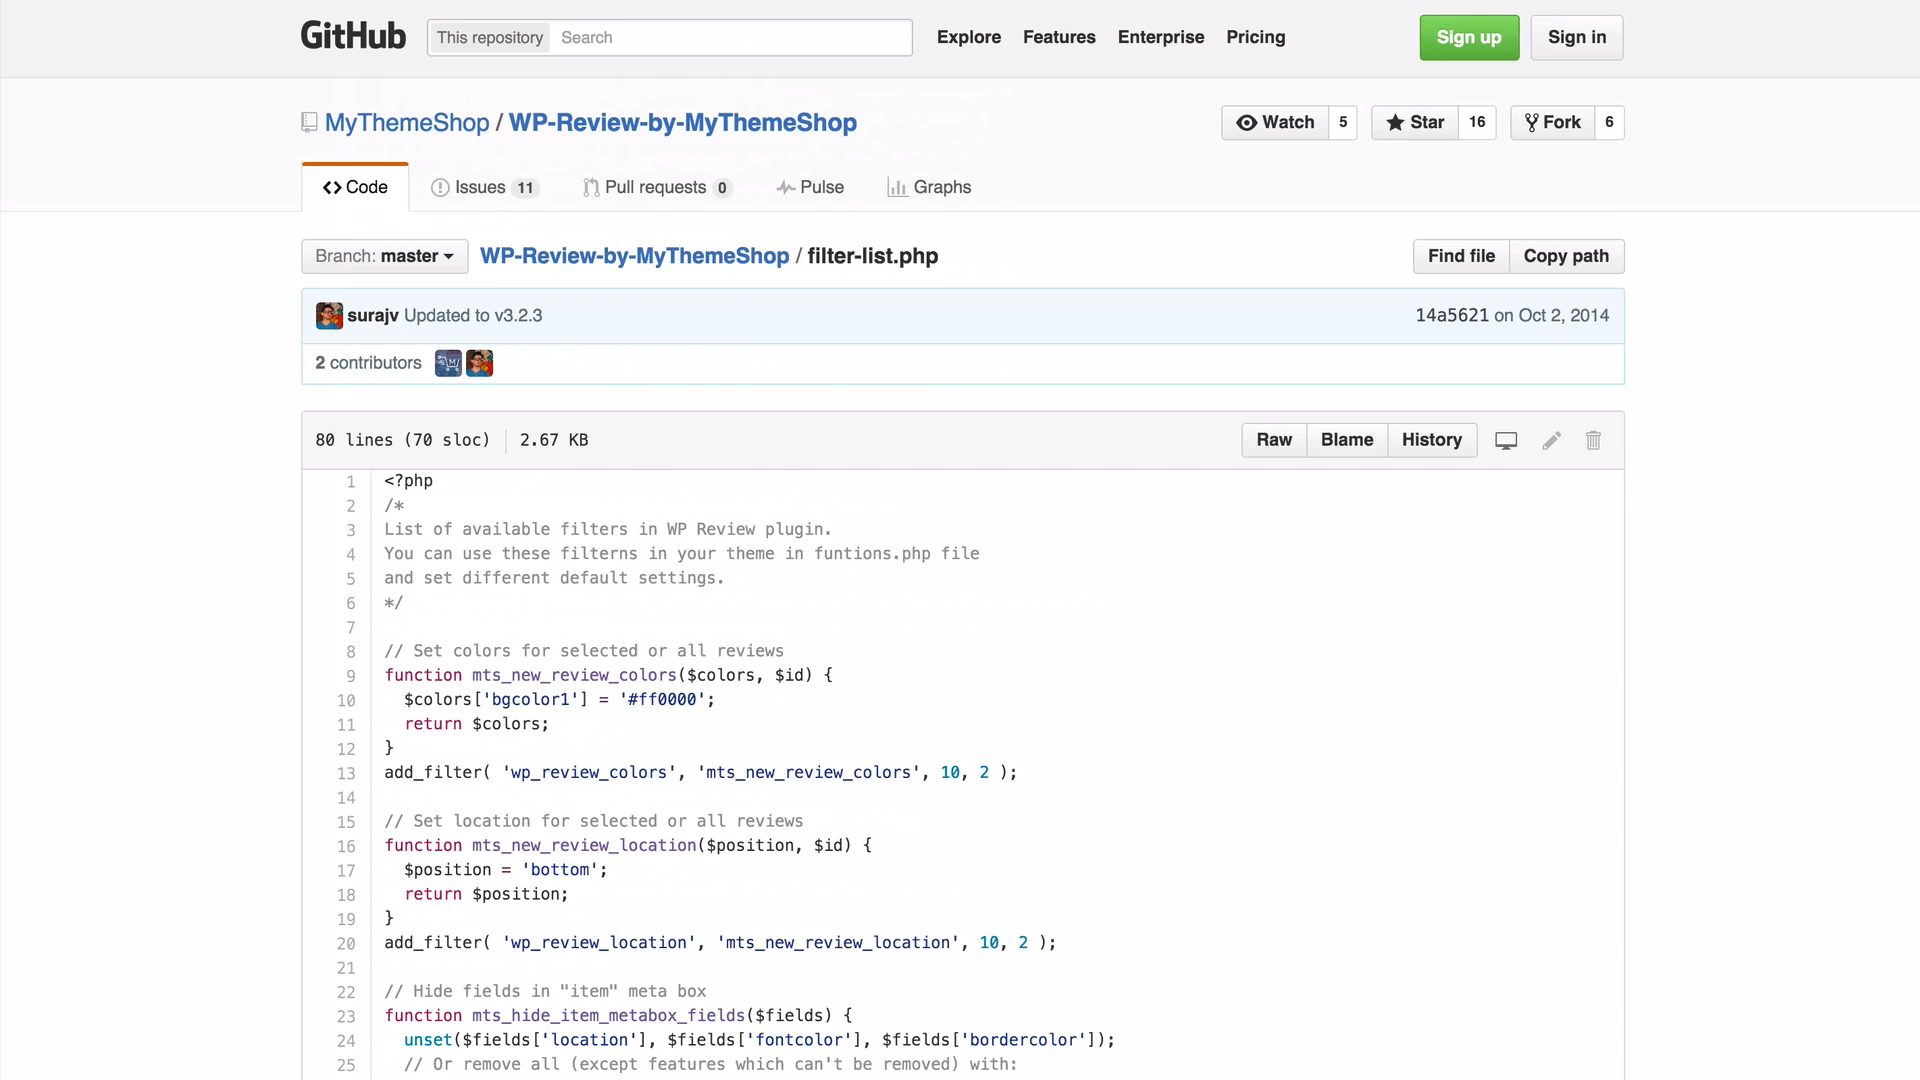 GitHub This repository Search Explore Features Enterprise Pricing Sign up Sign in
MyThemeShop / WP-Review-by-MyThemeShop Watch 5 Star 16 Fork 6
Code Issues 11 Pull requests 0 Pulse Graphs
Branch: master WP-Review-by-MyThemeShop / filter-list.php Find file Copy path
surajv Updated to v3.2.3 14a5621 on Oct 2, 2014
2 contributors
80 lines (70 sloc) 2.67 KB Raw Blame History
1 <?php
2 /*
3 List of available filters in WP Review plugin.
4 You can use these filterns in your theme in funtions.php file
5 and set different default settings.
6 */
7
8 // Set colors for selected or all reviews
9 function mts_new_review_colors($colors, $id) {
10 $colors['bgcolor1'] = '#ff0000';
11 return $colors;
12 }
13 add_filter( 'wp_review_colors', 'mts_new_review_colors', 10, 2 );
14
15 // Set location for selected or all reviews
16 function mts_new_review_location($position, $id) {
17 $position = 'bottom';
18 return $position;
19 }
20 add_filter( 'wp_review_location', 'mts_new_review_location', 10, 2 );
21
22 // Hide fields in "item" meta box
23 function mts_hide_item_metabox_fields($fields) {
24 unset($fields['location'], $fields['fontcolor'], $fields['bordercolor']);
25 // Or remove all (except features which can't be removed) with: